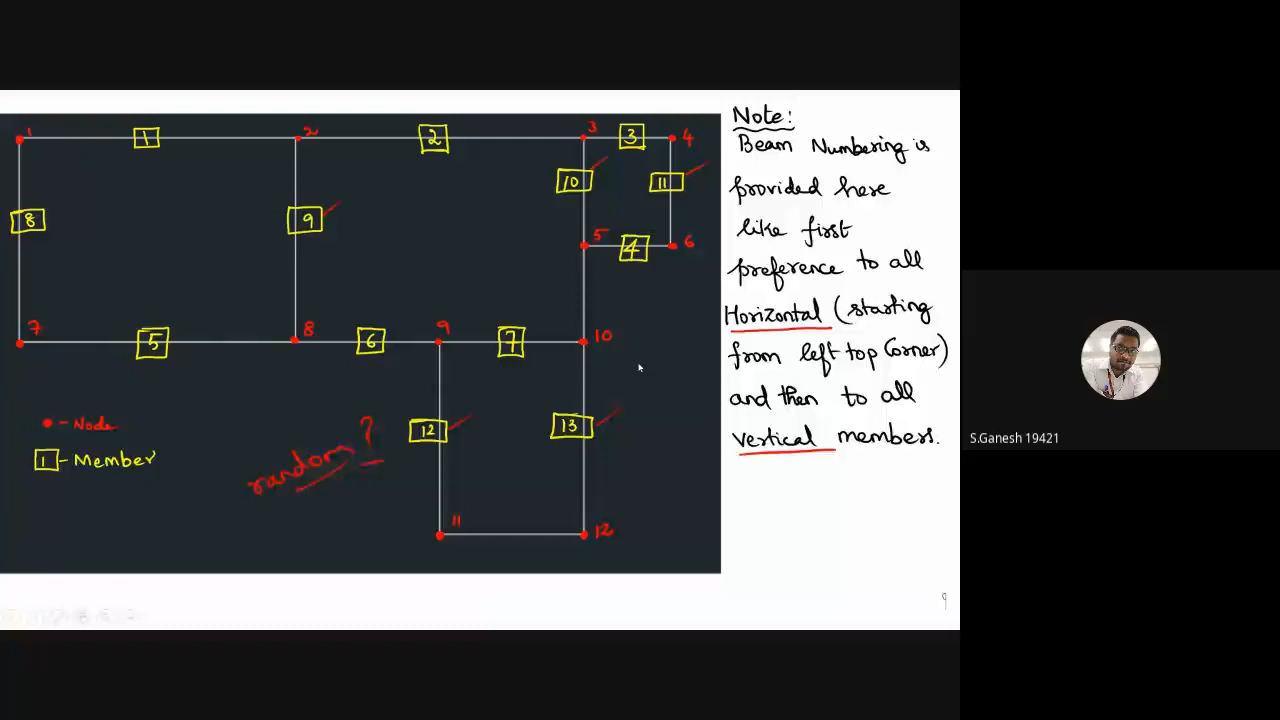 1
1
2
2
3
3
4
10
11
8
9
5
4
6
7
5
8
6
9
7
10
• - Node
1 - Member
random ?
12
13
11
12
Note:
Beam Numbering is
provided here
like first
preference to all
Horizontal (starting
from left top Corner)
and then to all
vertical members.
9
S.Ganesh 19421